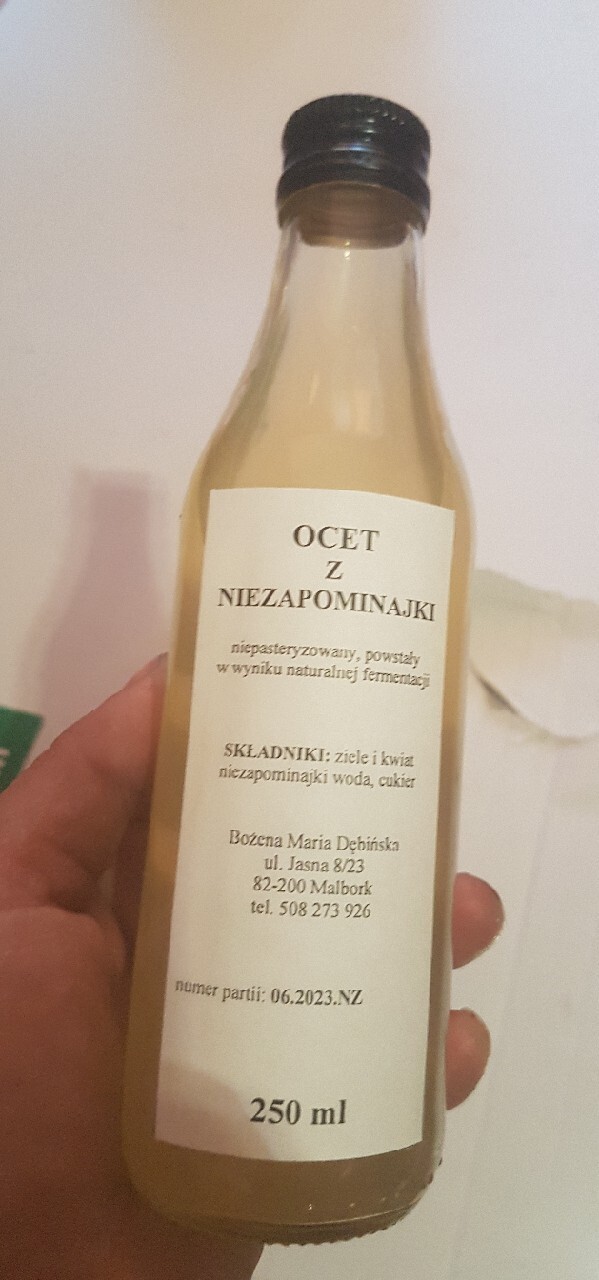 OCET
Z
NIEZAPOMINAJKI
niepasteryzowany, powstały
w wyniku naturalnej fermentacji
SKŁADNIKI: ziele i kwiat
niezapominajki woda, cukier
Bożena Maria Dębińska
ul. Jasna 8/23
82-200 Malbork
tel. 508 273 926
numer partii: 06.2023.NZ
250 ml